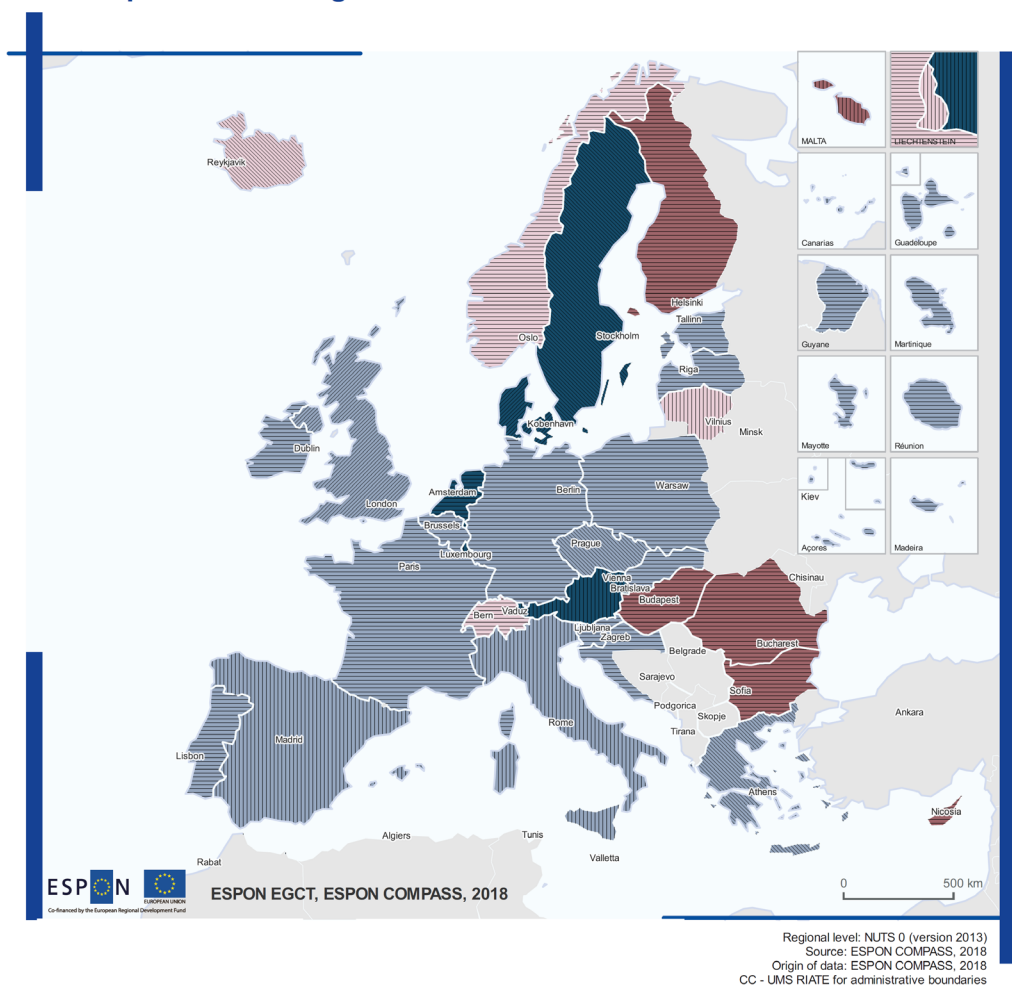 MALTA
LIECHTENSTEIN
Reykjavik
Canarias
Guadéloupe
Helsinki
Tallinn
Oslo
Stockholm
Guyane
Martinique
Riga
Vilnius
Minsk
København
Dublin
Mayotte
Réunion
Amsterdam
Berlin
Warsaw
London
Kiev
Brussels
Prague
Açores
Madeira
Luxembourg
Paris
Vienna
Chisinau
Bratislava
Budapest
Bern
Vaduz
Ljubljana
Zagreb
Bucharest
Belgrade
Sarajevo
Sofia
Podgorica
Skopje
Ankara
Rome
Tirana
Madrid
Lisbon
Athens
Nicosia
Algiers
Tunis
Valletta
Rabat
ESPON
EUROPEAN UNION
Co-financed by the European Regional Development Fund
ESPON EGCT, ESPON COMPASS, 2018
0 500 km
Regional level: NUTS 0 (version 2013)
Source: ESPON COMPASS, 2018
Origin of data: ESPON COMPASS, 2018
CC - UMS RIATE for administrative boundaries